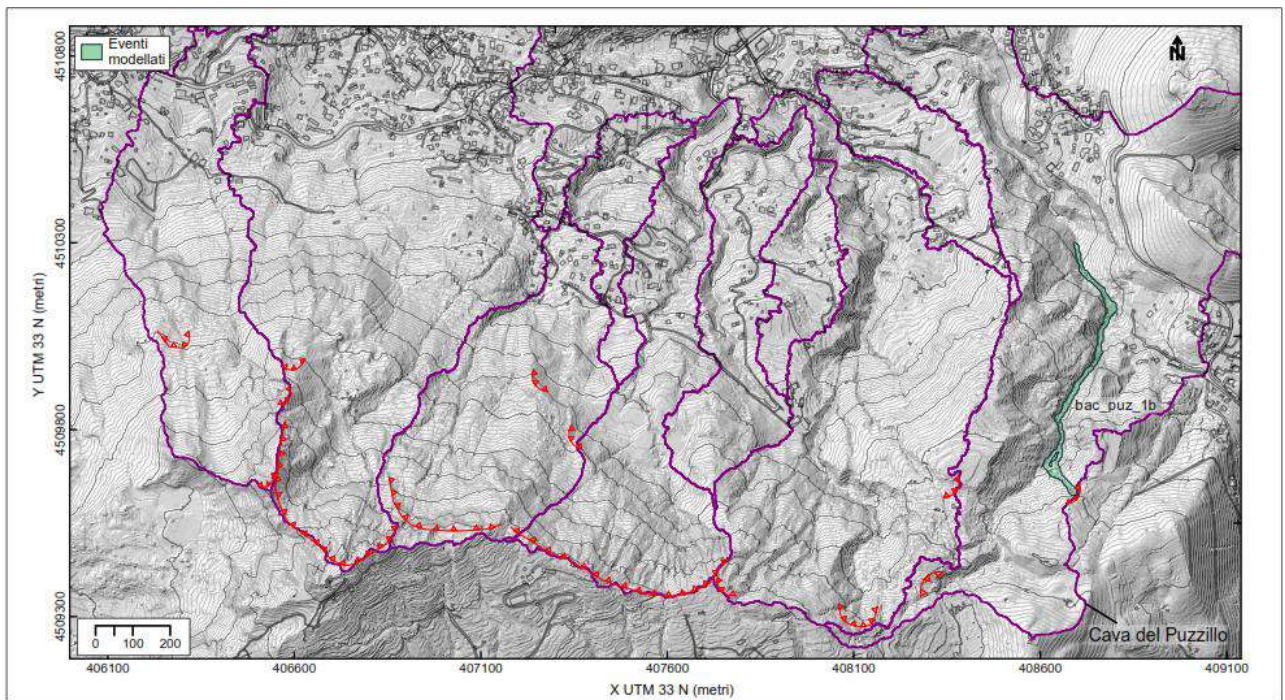 Eventi
modellati
N
4510800
4510300
4509800
4509300
Y UTM 33 N (metri)
bac_puz_1b
Cava del Puzzillo
0 100 200
406100 406600 407100 407600 408100 408600 409100
X UTM 33 N (metri)